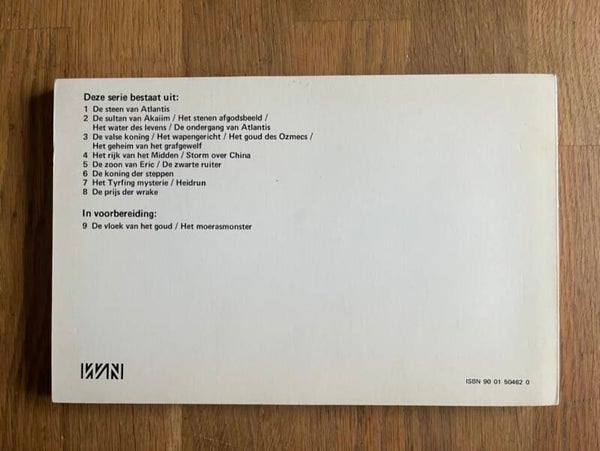 Deze serie bestaat uit:
1 De steen van Atlantis
2 De sultan van Akaiim / Het stenen afgodsbeeld /
Het water des levens / De ondergang van Atlantis
3 De valse koning / Het wapengericht / Het goud des Ozmecs /
Het geheim van het grafgewelf
4 Het rijk van het Midden / Storm over China
5 De zoon van Eric / De zwarte ruiter
6 De koning der steppen
7 Het Tyrfing mysterie / Heidrun
8 De prijs der wrake
In voorbereiding:
9 De vloek van het goud / Het moerasmonster
ISBN 90 01 50462 0